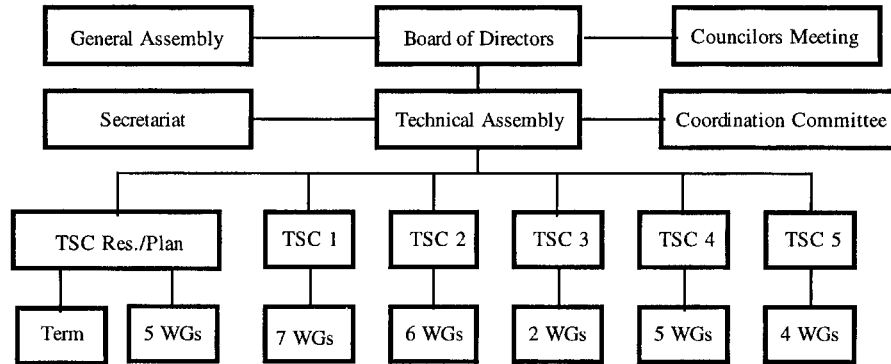 General Assembly
Board of Directors
Councilors Meeting
Secretariat
Technical Assembly
Coordination Committee
TSC Res./Plan
TSC 1
TSC 2
TSC 3
TSC 4
TSC 5
Term
5 WGs
7 WGs
6 WGs
2 WGs
5 WGs
4 WGs